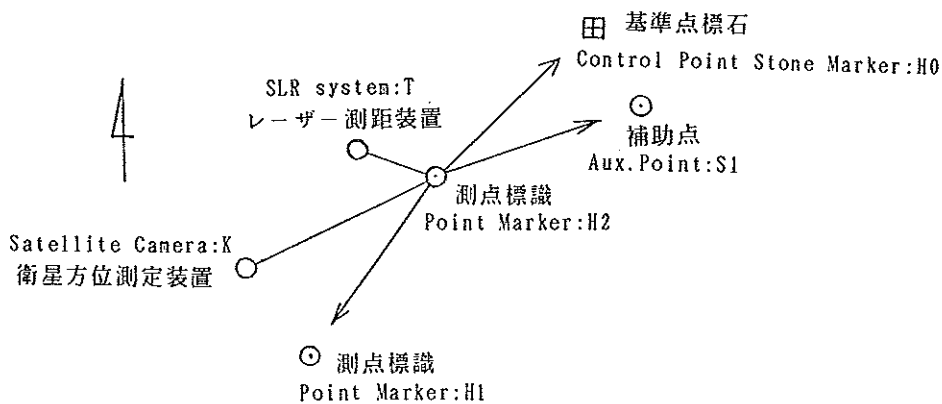 基準点標石
Control Point Stone Marker:H0
SLR system:T
レーザー測距装置
補助点
Aux.Point:S1
測点標識
Point Marker:H2
Satellite Camera:K
衛星方位測定装置
測点標識
Point Marker:H1